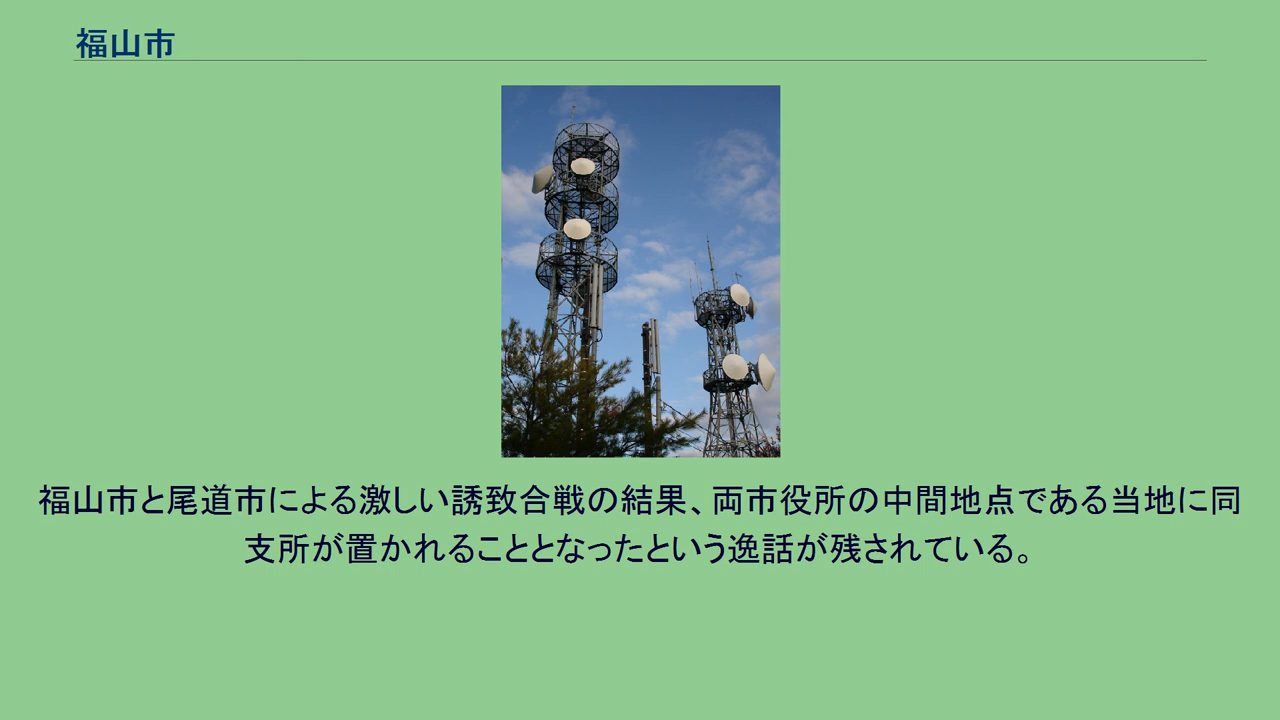 福山市
福山市と尾道市による激しい誘致合戦の結果、両市役所の中間地点である当地に同
支所が置かれることとなったという逸話が残されている。